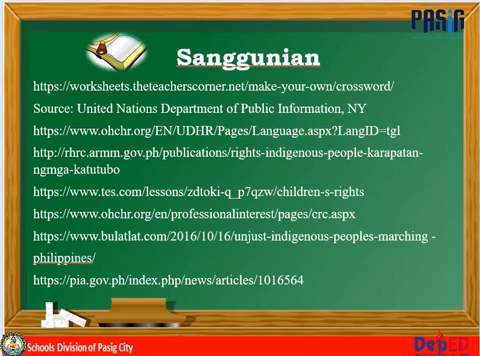 PASIG
Sanggunian
https://worksheets.theteacherscorner.net/make-your-own/crossword/
Source: United Nations Department of Public Information, NY
https://www.ohchr.org/EN/UDHR/Pages/Language.aspx?LangID=tgl
http://rhrc.armm.gov.ph/publications/rights-indigenous-people-karapatan-
ngmga-katutubo
https://www.tes.com/lessons/zdtoki-q_p7qzw/children-s-rights
https://www.ohchr.org/en/professionalinterest/pages/crc.aspx
https://www.bulatlat.com/2016/10/16/unjust-indigenous-peoples-marching -
philippines/
https://pia.gov.ph/index.php/news/articles/1016564
Schools Division of Pasig City
DepED